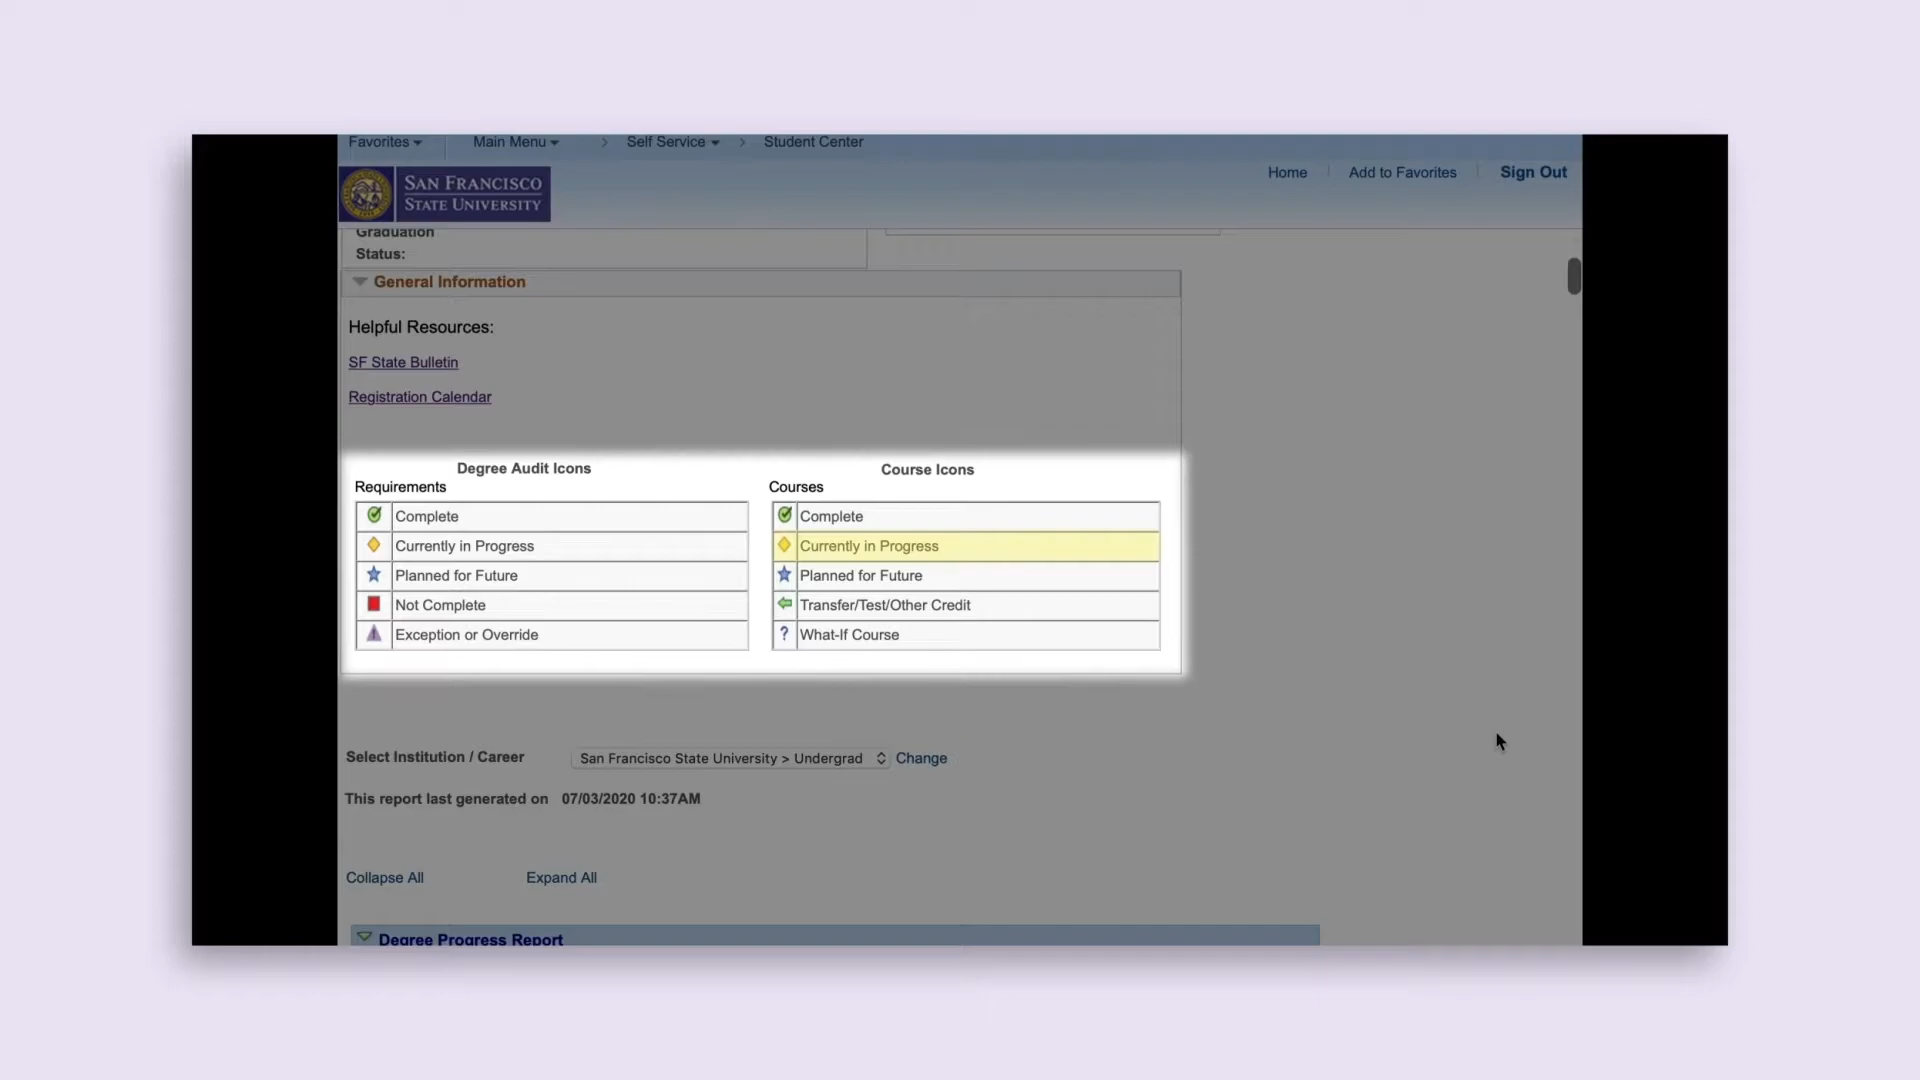 Favorites Main Menu > Self Service > Student Center
Home Add to Favorites Sign Out
SAN FRANCISCO
STATE UNIVERSITY
Graduation
Status:
General Information
Helpful Resources:
SF State Bulletin
Registration Calendar
Degree Audit Icons
Requirements
Complete
Currently in Progress
Planned for Future
Not Complete
Exception or Override
Course Icons
Courses
Complete
Currently in Progress
Planned for Future
Transfer/Test/Other Credit
? What-If Course
Select Institution / Career San Francisco State University > Undergrad Change
This report last generated on 07/03/2020 10:37AM
Collapse All Expand All
Degree Progress Report